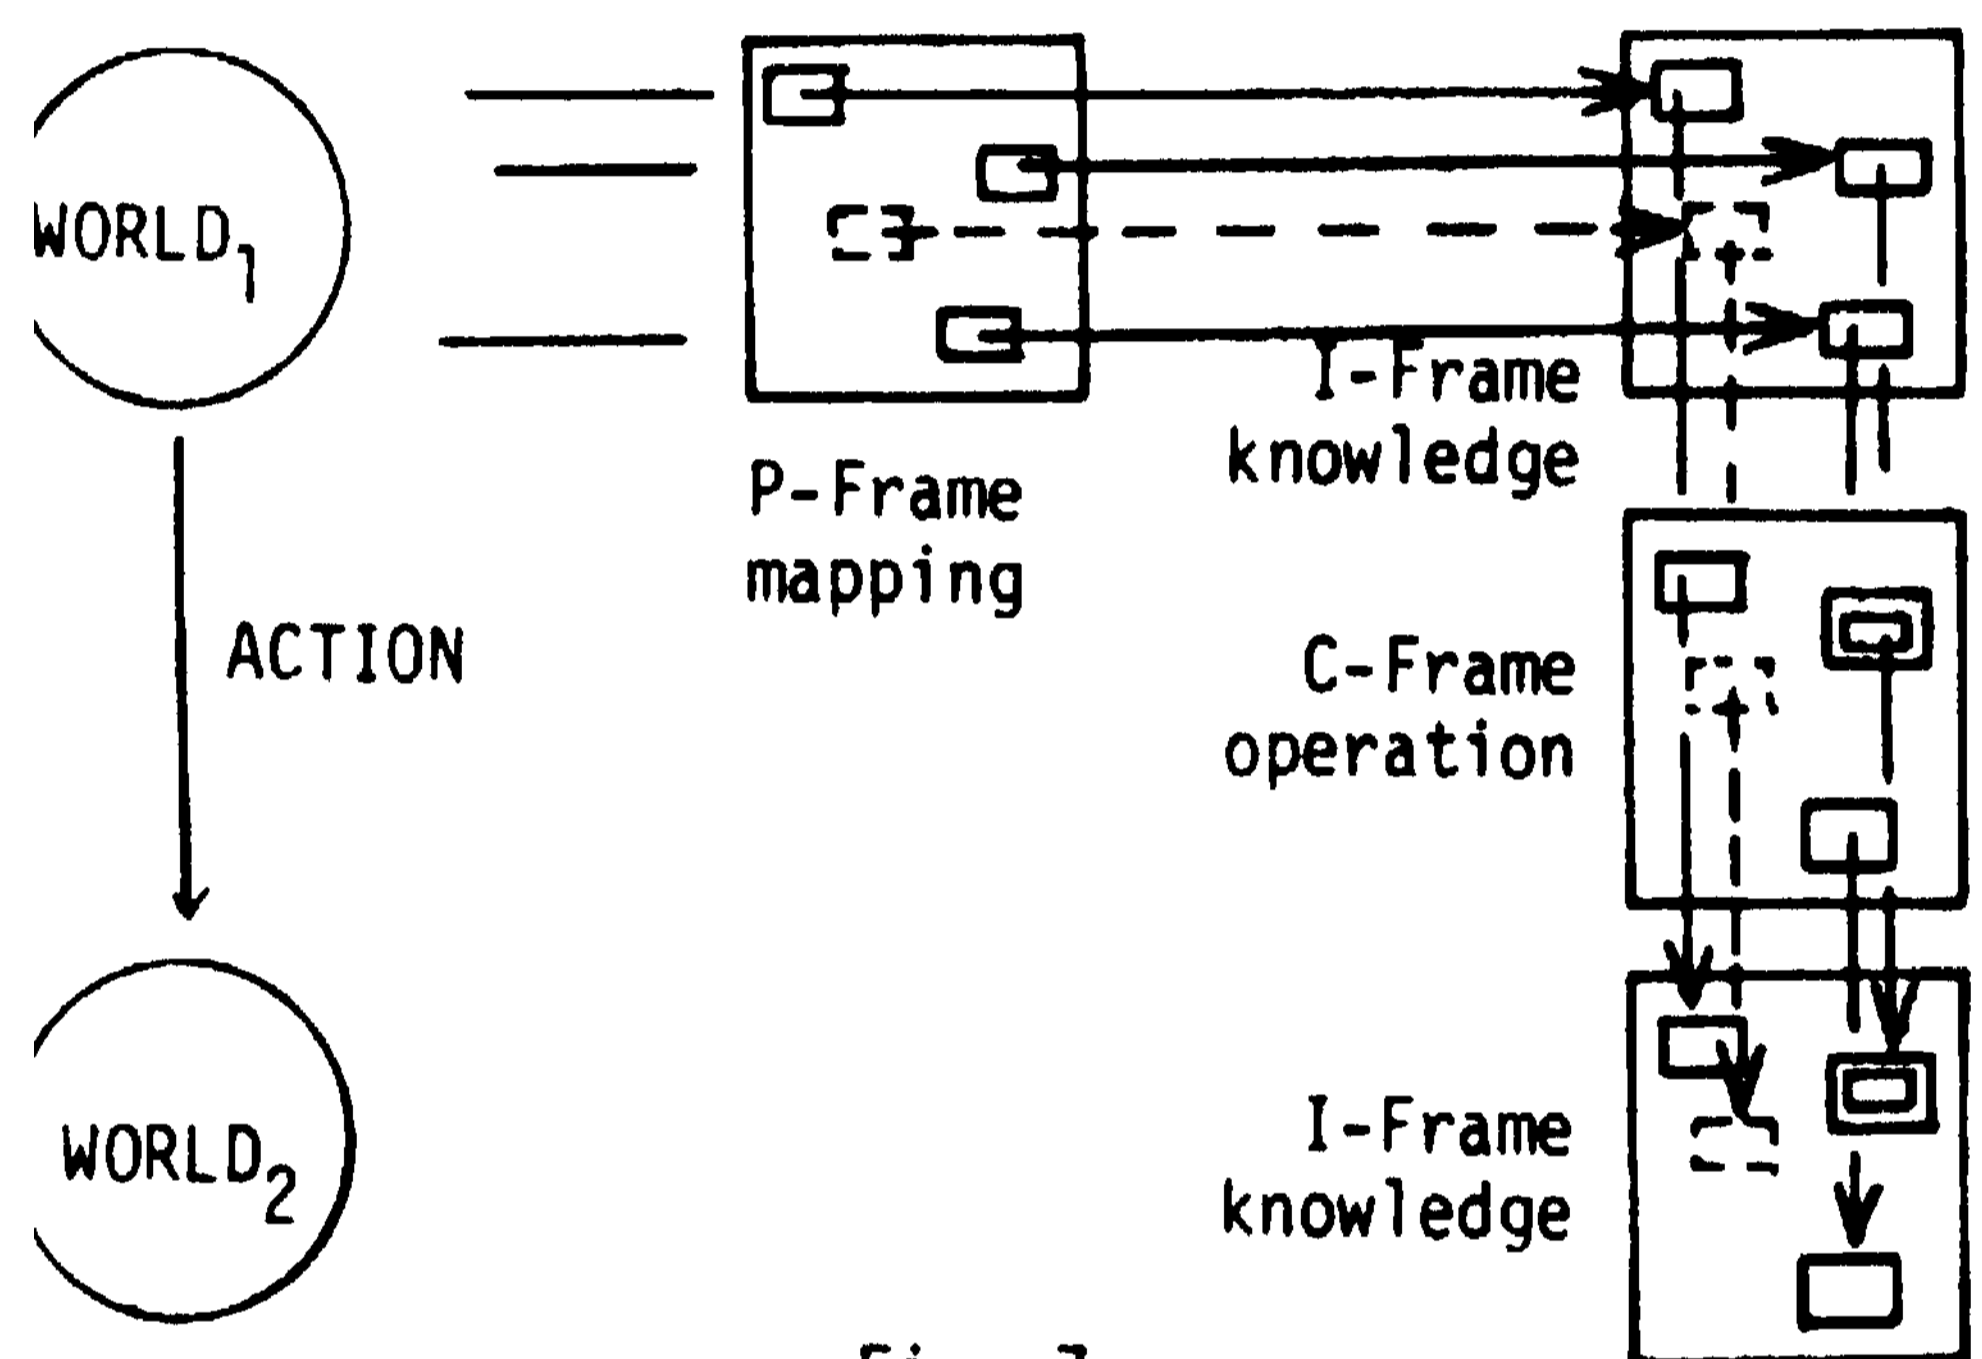 WORLD1
I-Frame
knowledge
P-Frame
mapping
ACTION
C-Frame
operation
WORLD2
I-Frame
knowledge